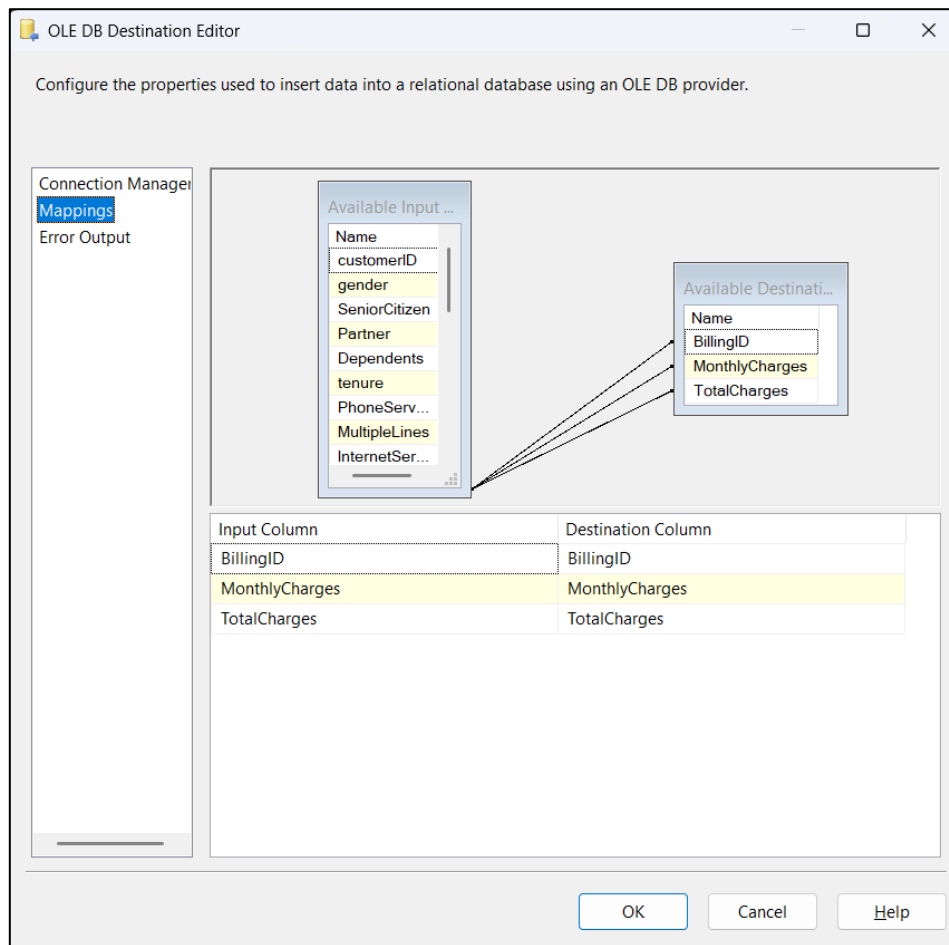 OLE DB Destination Editor
Configure the properties used to insert data into a relational database using an OLE DB provider.
Connection Manager
Mappings
Error Output
Available Input ...
Name
customerID
gender
SeniorCitizen
Partner
Dependents
tenure
PhoneServ...
MultipleLines
InternetSer...
Available Destinati...
Name
BillingID
MonthlyCharges
TotalCharges
Input Column Destination Column
BillingID BillingID
MonthlyCharges MonthlyCharges
TotalCharges TotalCharges
OK Cancel Help